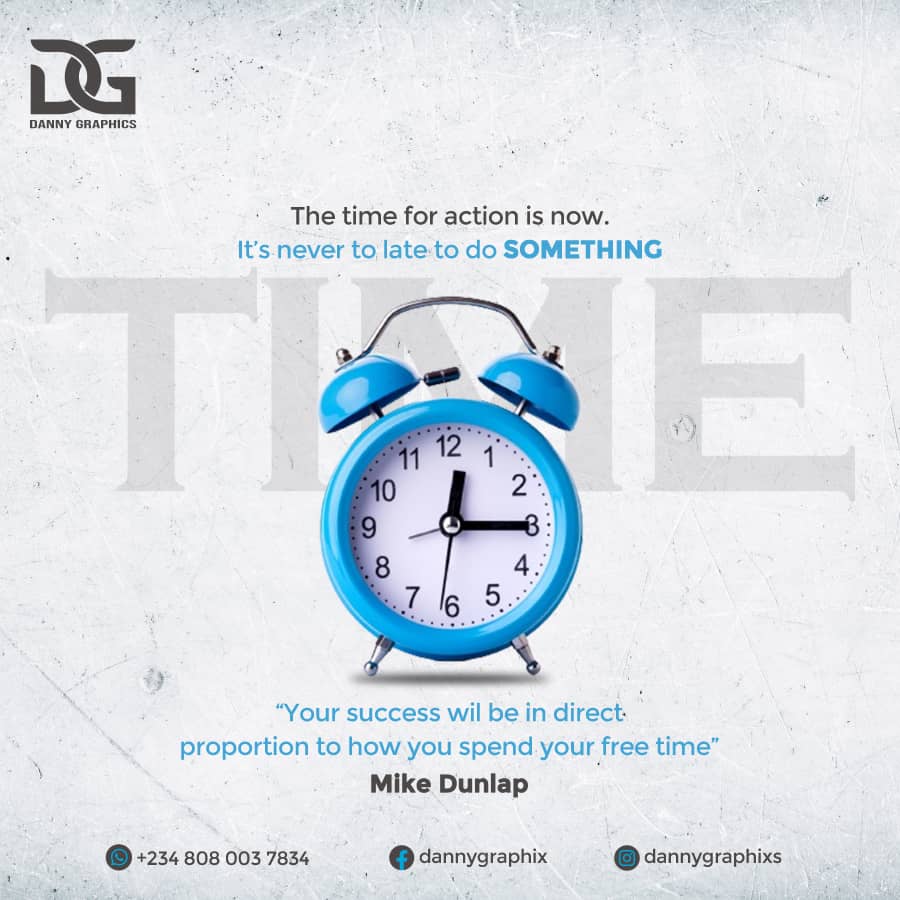 DG
DANNY GRAPHICS
The time for action is now.
It's never to late to do SOMETHING
TIME
12
11 1
10 2
9 3
8 4
7 5
6
“Your success wil be in direct
proportion to how you spend your free time”
Mike Dunlap
+234 808 003 7834
dannygraphix
dannygraphixs